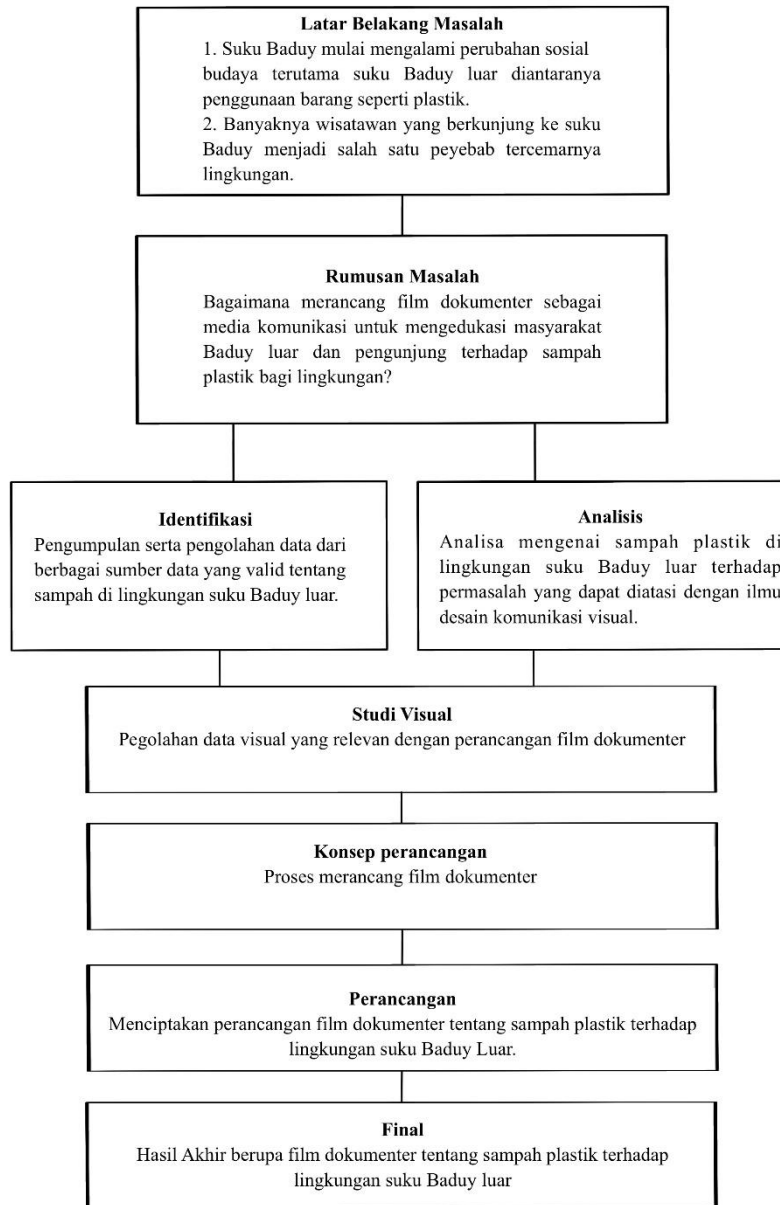 Latar Belakang Masalah
1. Suku Baduy mulai mengalami perubahan sosial
budaya terutama suku Baduy luar diantaranya
penggunaan barang seperti plastik.
2. Banyaknya wisatawan yang berkunjung ke suku
Baduy menjadi salah satu peyebab tercemarnya
lingkungan.
Rumusan Masalah
Bagaimana merancang film dokumenter sebagai
media komunikasi untuk mengedukasi masyarakat
Baduy luar dan pengunjung terhadap sampah
plastik bagi lingkungan?
Identifikasi
Pengumpulan serta pengolahan data dari
berbagai sumber data yang valid tentang
sampah di lingkungan suku Baduy luar.
Analisis
Analisa mengenai sampah plastik di
lingkungan suku Baduy luar terhadap
permasalah yang dapat diatasi dengan ilmu
desain komunikasi visual.
Studi Visual
Pegolahan data visual yang relevan dengan perancangan film dokumenter
Konsep perancangan
Proses merancang film dokumenter
Perancangan
Menciptakan perancangan film dokumenter tentang sampah plastik terhadap
lingkungan suku Baduy Luar.
Final
Hasil Akhir berupa film dokumenter tentang sampah plastik terhadap
lingkungan suku Baduy luar